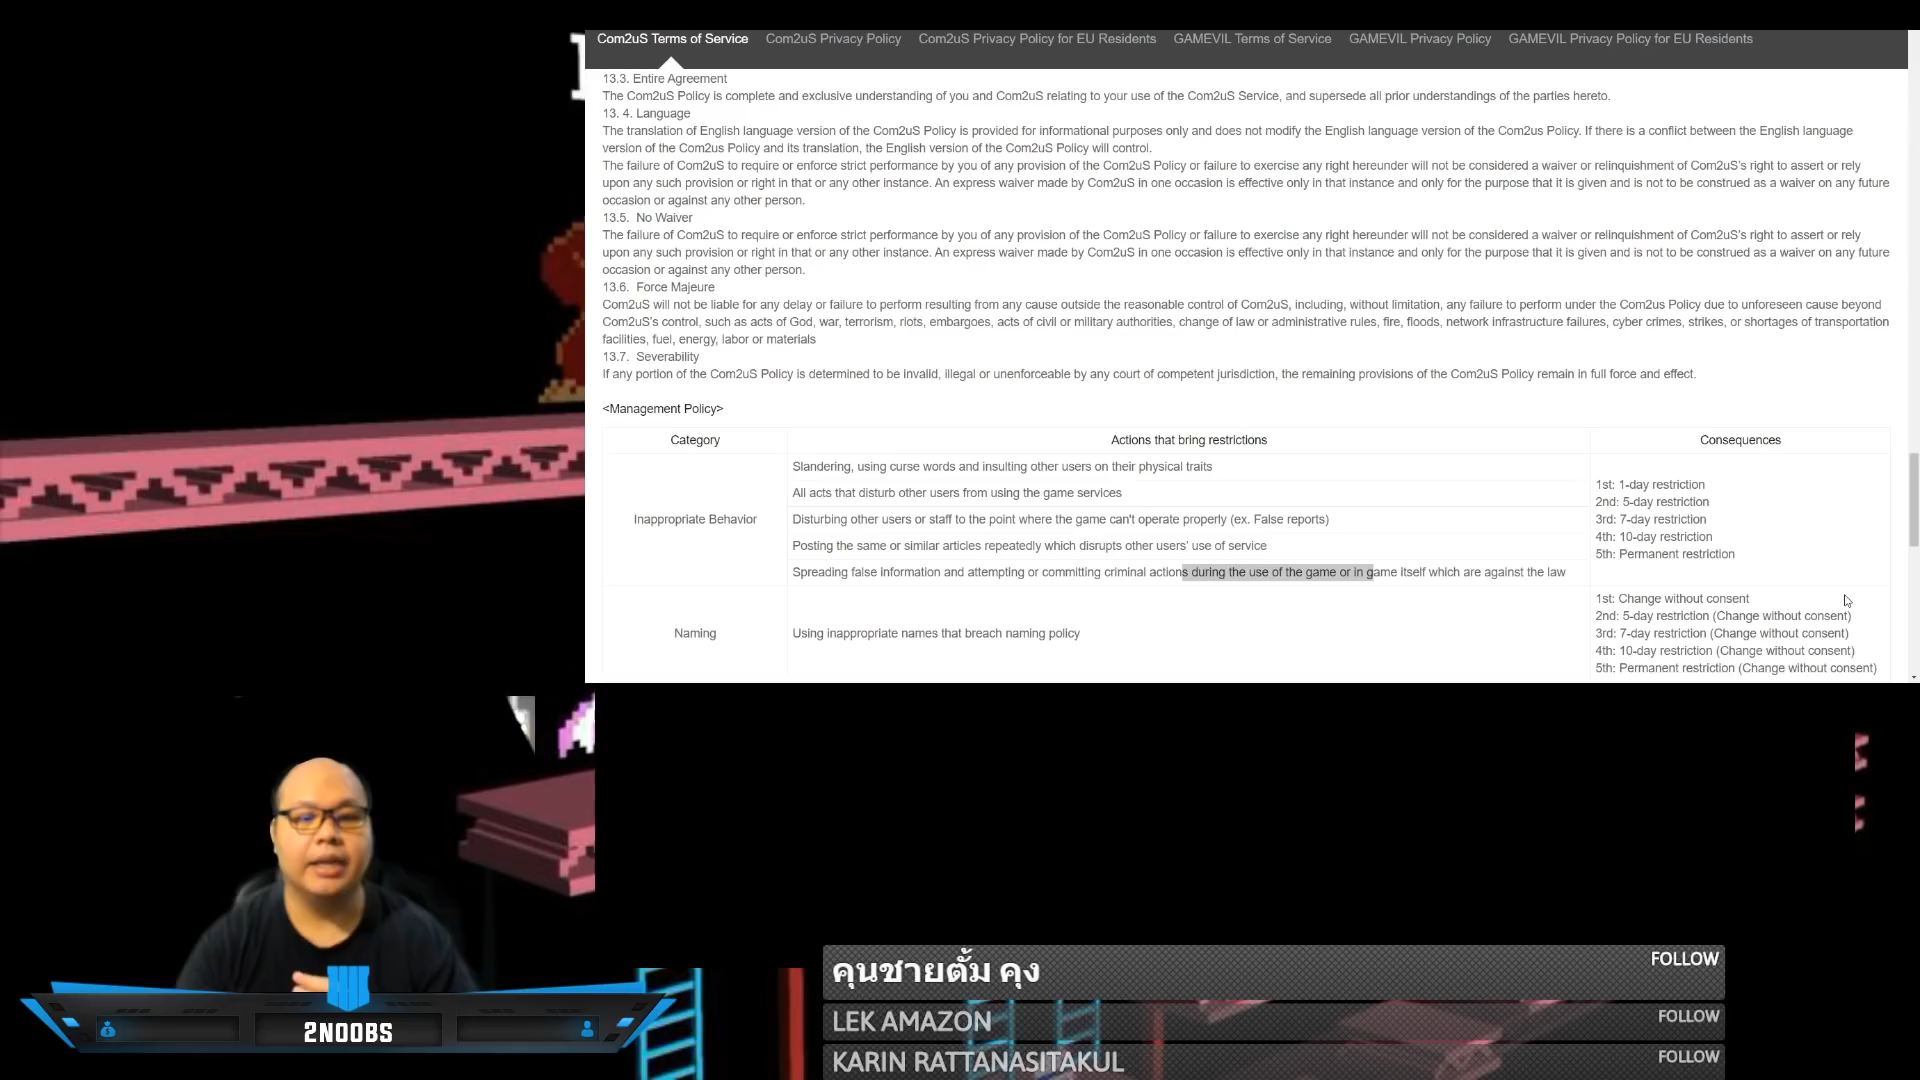 Com2uS Terms of Service Com2uS Privacy Policy Com2uS Privacy Policy for EU Residents GAMEVIL Terms of Service GAMEVIL Privacy Policy GAMEVIL Privacy Policy for EU Residents
13.3. Entire Agreement
The Com2uS Policy is complete and exclusive understanding of you and Com2uS relating to your use of the Com2uS Service, and supersede all prior understandings of the parties hereto.
13. 4. Language
The translation of English language version of the Com2uS Policy is provided for informational purposes only and does not modify the English language version of the Com2us Policy. If there is a conflict between the English language
version of the Com2us Policy and its translation, the English version of the Com2uS Policy will control.
The failure of Com2uS to require or enforce strict performance by you of any provision of the Com2uS Policy or failure to exercise any right hereunder will not be considered a waiver or relinquishment of Com2uS's right to assert or rely
upon any such provision or right in that or any other instance. An express waiver made by Com2uS in one occasion is effective only in that instance and only for the purpose that it is given and is not to be construed as a waiver on any future
occasion or against any other person.
13.5. No Waiver
The failure of Com2uS to require or enforce strict performance by you of any provision of the Com2uS Policy or failure to exercise any right hereunder will not be considered a waiver or relinquishment of Com2uS's right to assert or rely
upon any such provision or right in that or any other instance. An express waiver made by Com2uS in one occasion is effective only in that instance and only for the purpose that it is given and is not to be construed as a waiver on any future
occasion or against any other person.
13.6. Force Majeure
Com2uS will not be liable for any delay or failure to perform resulting from any cause outside the reasonable control of Com2uS, including, without limitation, any failure to perform under the Com2us Policy due to unforeseen cause beyond
Com2uS's control, such as acts of God, war, terrorism, riots, embargoes, acts of civil or military authorities, change of law or administrative rules, fire, floods, network infrastructure failures, cyber crimes, strikes, or shortages of transportation
facilities, fuel, energy, labor or materials
13.7. Severability
If any portion of the Com2uS Policy is determined to be invalid, illegal or unenforceable by any court of competent jurisdiction, the remaining provisions of the Com2uS Policy remain in full force and effect.
<Management Policy>
Category Actions that bring restrictions Consequences
Inappropriate Behavior
Slandering, using curse words and insulting other users on their physical traits
All acts that disturb other users from using the game services
Disturbing other users or staff to the point where the game can't operate properly (ex. False reports)
Posting the same or similar articles repeatedly which disrupts other users' use of service
Spreading false information and attempting or committing criminal actions during the use of the game or in game itself which are against the law
1st: 1-day restriction
2nd: 5-day restriction
3rd: 7-day restriction
4th: 10-day restriction
5th: Permanent restriction
Naming
Using inappropriate names that breach naming policy
1st: Change without consent
2nd: 5-day restriction (Change without consent)
3rd: 7-day restriction (Change without consent)
4th: 10-day restriction (Change without consent)
5th: Permanent restriction (Change without consent)
2NOOBS
คุนชายตั้ม คุง FOLLOW
LEK AMAZON FOLLOW
KARIN RATTANASITAKUL FOLLOW